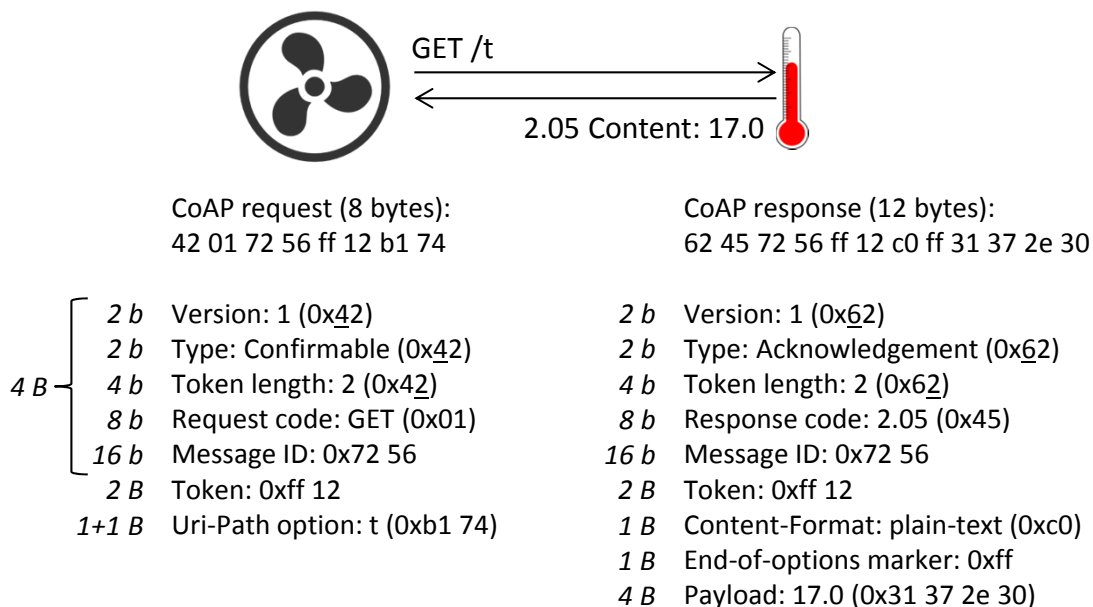 GET /t
2.05 Content: 17.0
CoAP request (8 bytes):
42 01 72 56 ff 12 b1 74
4 B
2 b Version: 1 (0x42)
2 b Type: Confirmable (0x42)
4 b Token length: 2 (0x42)
8 b Request code: GET (0x01)
16 b Message ID: 0x72 56
2 B Token: 0xff 12
1+1 B Uri-Path option: t (0xb1 74)
CoAP response (12 bytes):
62 45 72 56 ff 12 c0 ff 31 37 2e 30
2 b Version: 1 (0x62)
2 b Type: Acknowledgement (0x62)
4 b Token length: 2 (0x62)
8 b Response code: 2.05 (0x45)
16 b Message ID: 0x72 56
2 B Token: 0xff 12
1 B Content-Format: plain-text (0xc0)
1 B End-of-options marker: 0xff
4 B Payload: 17.0 (0x31 37 2e 30)